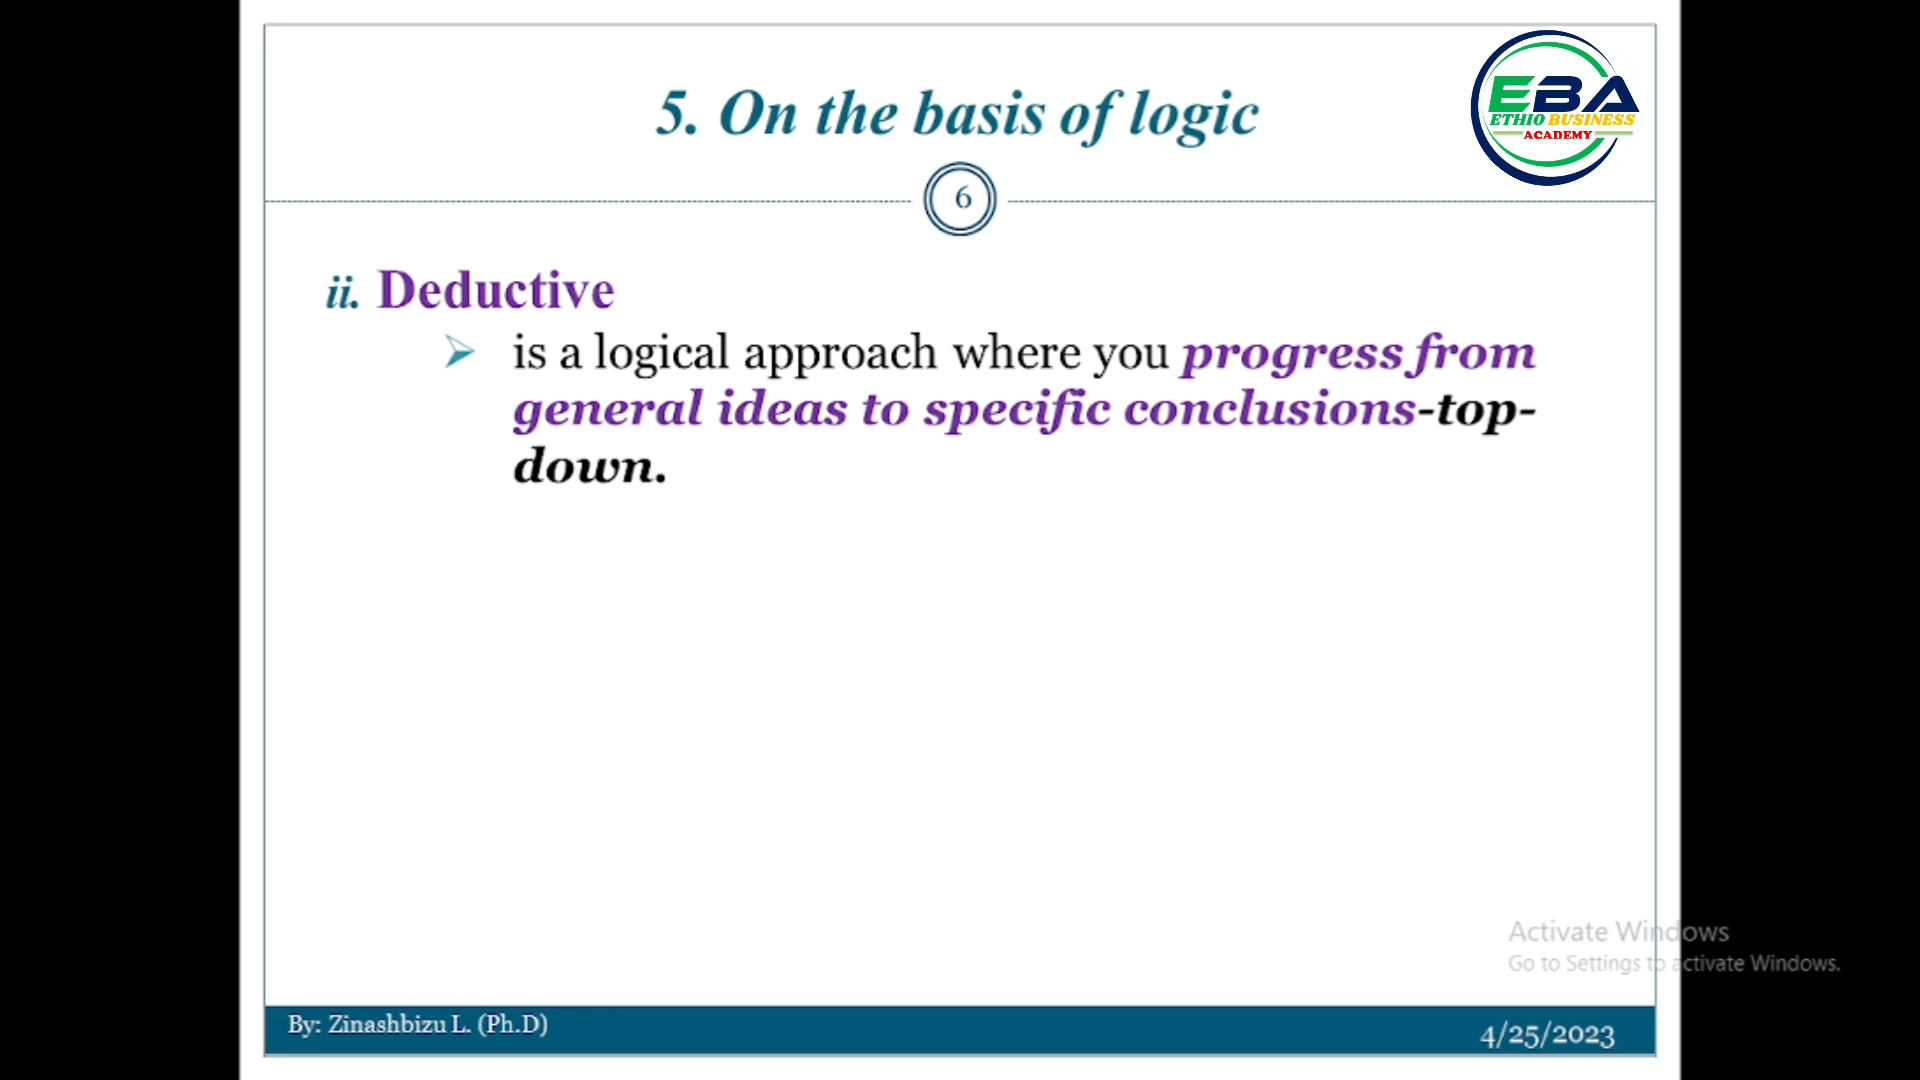 5. On the basis of logic
EBA
ETHIO BUSINESS
ACADEMY
6
ii. Deductive
is a logical approach where you progress from
general ideas to specific conclusions-top-
down.
Activate Windows
Go to Settings to activate Windows.
By: Zinashbizu L. (Ph.D)
4/25/2023